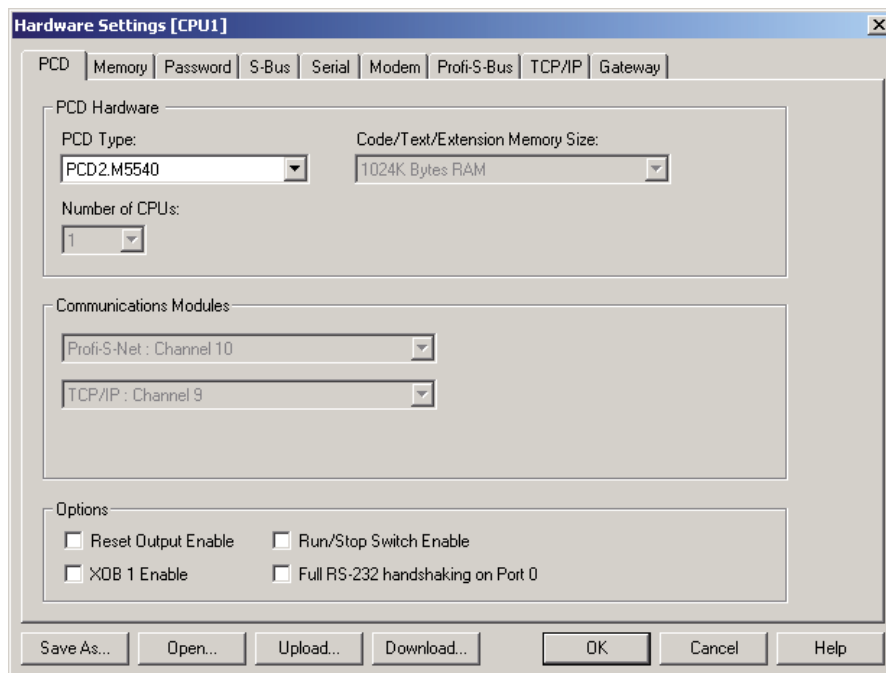 Hardware Settings [CPU1]
PCD Memory Password S-Bus Serial Modem Profi-S-Bus TCP/IP Gateway
PCD Hardware
PCD Type: Code/Text/Extension Memory Size:
PCD2.M5540 1024K Bytes RAM
Number of CPUs:
1
Communications Modules
Profi-S-Net : Channel 10
TCP/IP : Channel 9
Options
Reset Output Enable Run/Stop Switch Enable
XOB 1 Enable Full RS-232 handshaking on Port 0
Save As... Open... Upload... Download... OK Cancel Help